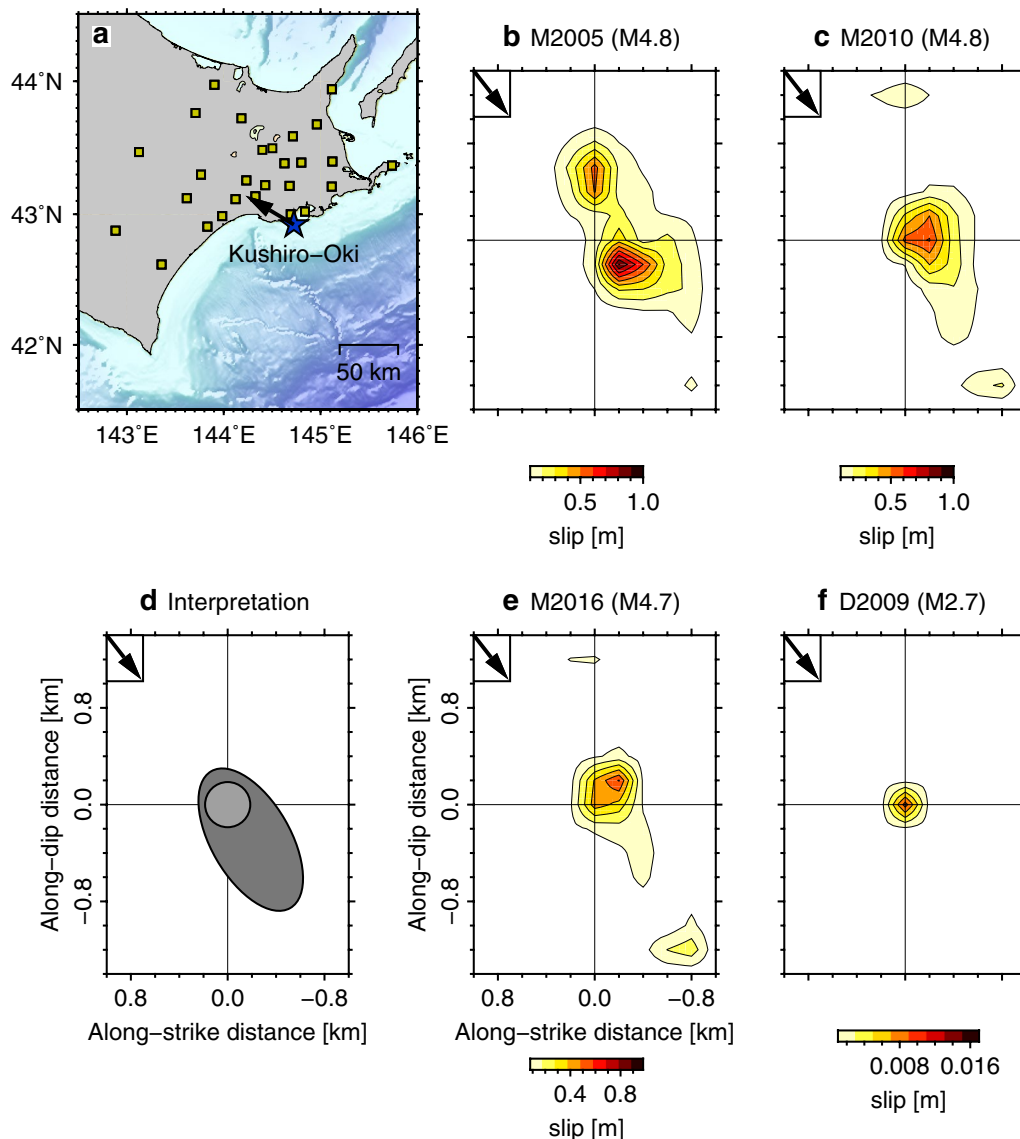 a
44˚N
43˚N
42˚N
Kushiro−Oki
50 km
143˚E 144˚E 145˚E 146˚E
b M2005 (M4.8)
0.5 1.0
slip [m]
c M2010 (M4.8)
0.5 1.0
slip [m]
d Interpretation
Along−dip distance [km]
0.8
0.0
−0.8
0.8 0.0 −0.8
Along−strike distance [km]
e M2016 (M4.7)
Along−dip distance [km]
0.8
0.0
−0.8
0.8 0.0 −0.8
Along−strike distance [km]
0.4 0.8
slip [m]
f D2009 (M2.7)
0.008 0.016
slip [m]